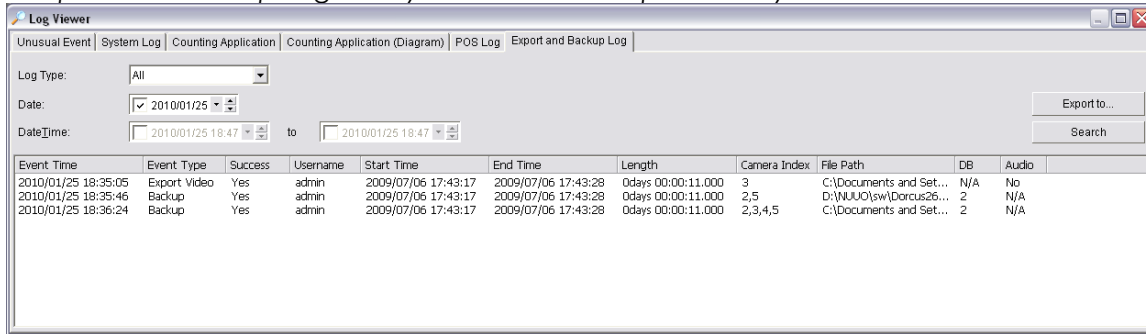 Log Viewer
Unusual Event System Log Counting Application Counting Application (Diagram) POS Log Export and Backup Log
Log Type: All
Date: 2010/01/25 Export to...
DateTime: 2010/01/25 18:47 to 2010/01/25 18:47 Search
Event Time Event Type Success Username Start Time End Time Length Camera Index File Path DB Audio
2010/01/25 18:35:05 Export Video Yes admin 2009/07/06 17:43:17 2009/07/06 17:43:28 0days 00:00:11.000 3 C:\Documents and Set... N/A No
2010/01/25 18:35:46 Backup Yes admin 2009/07/06 17:43:17 2009/07/06 17:43:28 0days 00:00:11.000 2,5 D:\NUUO\sw\Dorcus26... 2 N/A
2010/01/25 18:36:24 Backup Yes admin 2009/07/06 17:43:17 2009/07/06 17:43:28 0days 00:00:11.000 2,3,4,5 C:\Documents and Set... 2 N/A